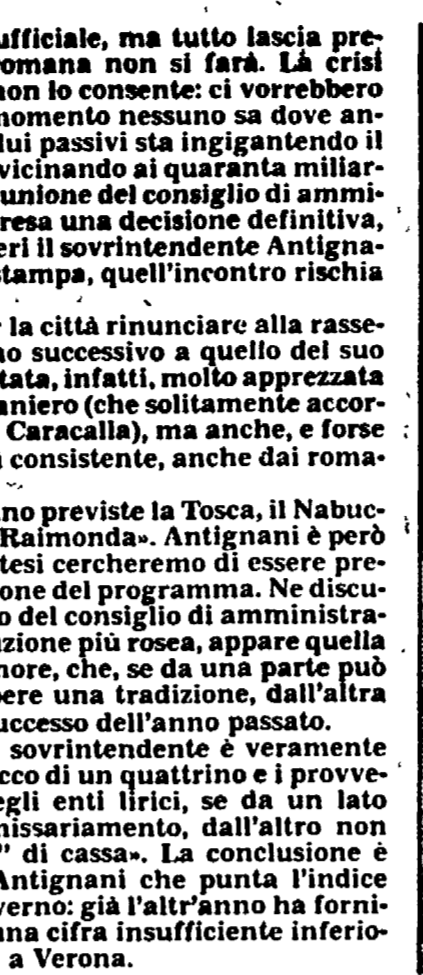 ufficiale, ma tutto lascia pre-
omana non si farà. La crisi
non lo consente: ci vorrebbero
momento nessuno sa dove an-
lui passivi sta ingigantendo il
vicinando ai quaranta miliar-
unione del consiglio di ammi-
resa una decisione definitiva,
eri il sovrintendente Antigna-
stampa, quell'incontro rischia
r la città rinunciare alla rasse-
no successivo a quello del suo
tata, infatti, molto apprezzata
aniero (che solitamente accor-
Caracalla), ma anche, e forse
ù consistente, anche dai roma-
no previste la Tosca, il Nabuc-
Raimonda». Antignani è però
tesi cercheremo di essere pre-
ione del programma. Ne discu-
o del consiglio di amministra-
uzione più rosea, appare quella
nore, che, se da una parte può
pere una tradizione, dall'altra
uccesso dell'anno passato.
sovrintendente è veramente
cco di un quattrino e i provve-
egli enti lirici, se da un lato
missariamento, dall'altro non
" di cassa». La conclusione è
Antignani che punta l'indice
verno: già l'altr'anno ha forni-
una cifra insufficiente inferio-
a Verona.